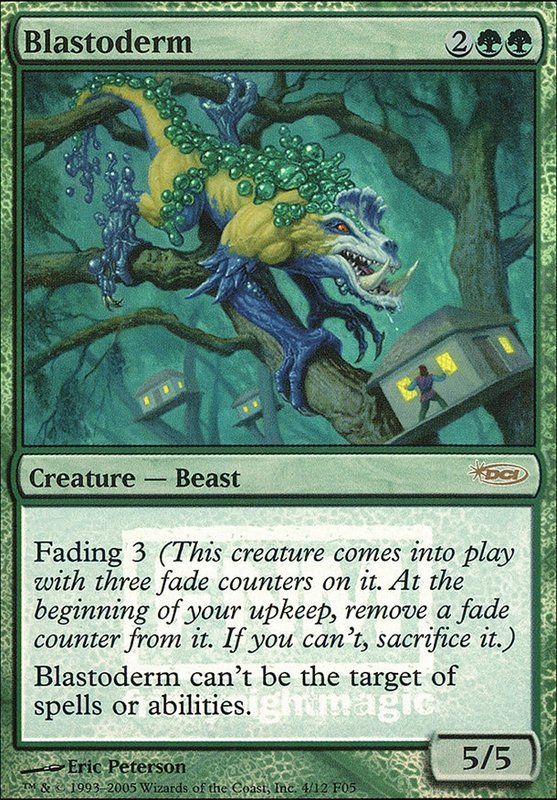 Blastoderm 2
Creature — Beast
DCI
Fading 3 (This creature comes into play
with three fade counters on it. At the
beginning of your upkeep, remove a fade
counter from it. If you can't, sacrifice it.)
Blastoderm can't be the target of
spells or abilities.
FNM
fridaynightmagic
Eric Peterson
5/5
™ & © 1993–2005 Wizards of the Coast, Inc. 4/12 F05